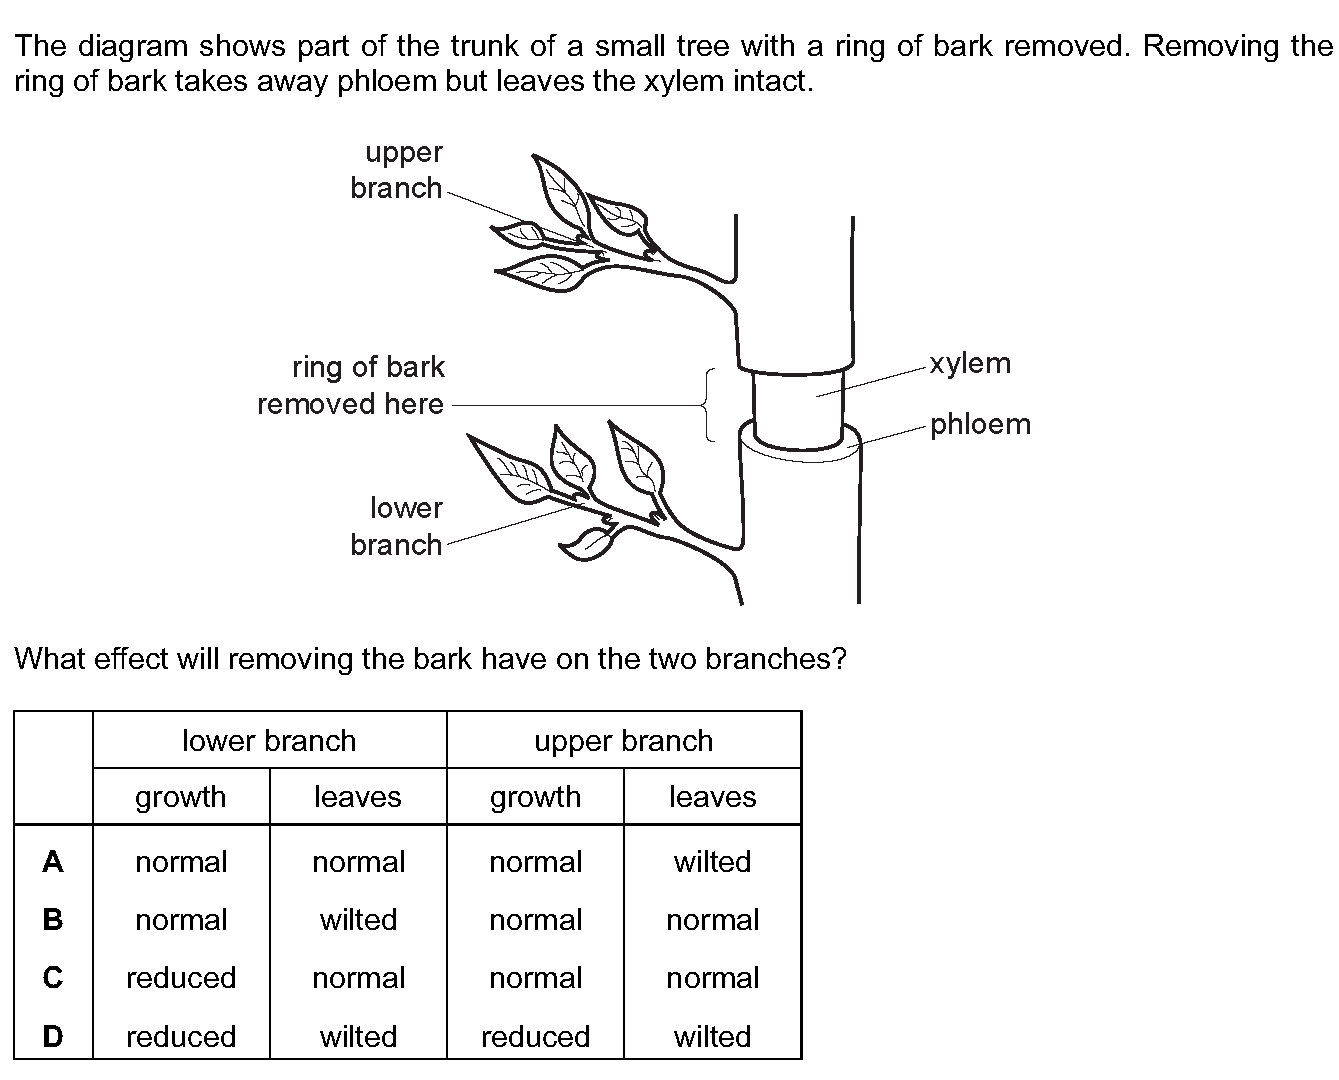 The diagram shows part of the trunk of a small tree with a ring of bark removed. Removing the
ring of bark takes away phloem but leaves the xylem intact.
upper
branch
ring of bark
removed here
xylem
phloem
lower
branch
What effect will removing the bark have on the two branches?
lower branch upper branch
growth leaves growth leaves
A normal normal normal wilted
B normal wilted normal normal
C reduced normal normal normal
D reduced wilted reduced wilted